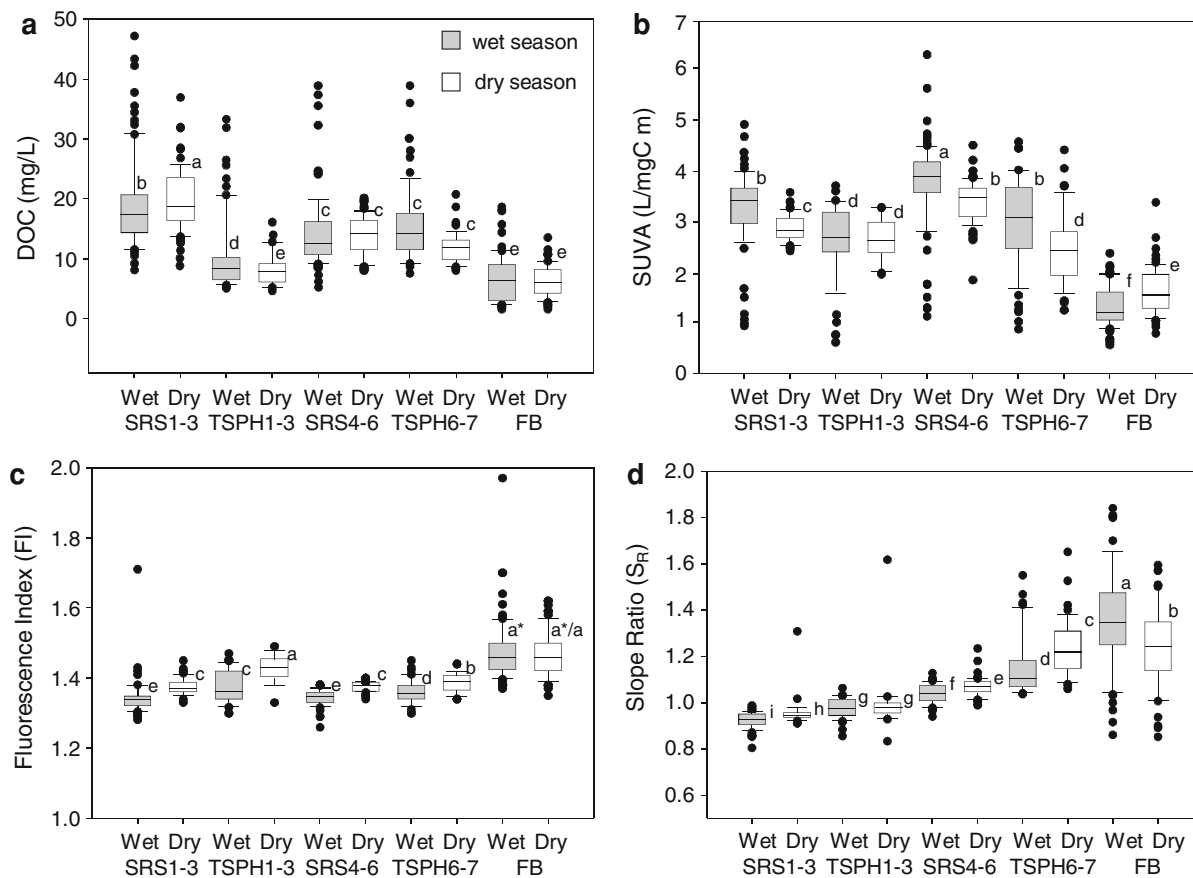 a
50
40
30
20
10
0
DOC (mg/L)
wet season
dry season
b
a
d
e
c
c
c
c
e
e
Wet Dry Wet Dry Wet Dry Wet Dry Wet Dry
SRS1-3 TSPH1-3 SRS4-6 TSPH6-7 FB
b
7
6
5
4
3
2
1
0
SUVA (L/mgC m)
b
c
d
d
a
b
b
d
f
e
Wet Dry Wet Dry Wet Dry Wet Dry Wet Dry
SRS1-3 TSPH1-3 SRS4-6 TSPH6-7 FB
c
2.0
1.8
1.6
1.4
1.2
1.0
Fluorescence Index (FI)
e
c
c
a
e
c
d
b
a*
a*/a
Wet Dry Wet Dry Wet Dry Wet Dry Wet Dry
SRS1-3 TSPH1-3 SRS4-6 TSPH6-7 FB
d
2.0
1.8
1.6
1.4
1.2
1.0
0.8
0.6
Slope Ratio (S_R)
i
h
g
g
f
e
d
c
a
b
Wet Dry Wet Dry Wet Dry Wet Dry Wet Dry
SRS1-3 TSPH1-3 SRS4-6 TSPH6-7 FB